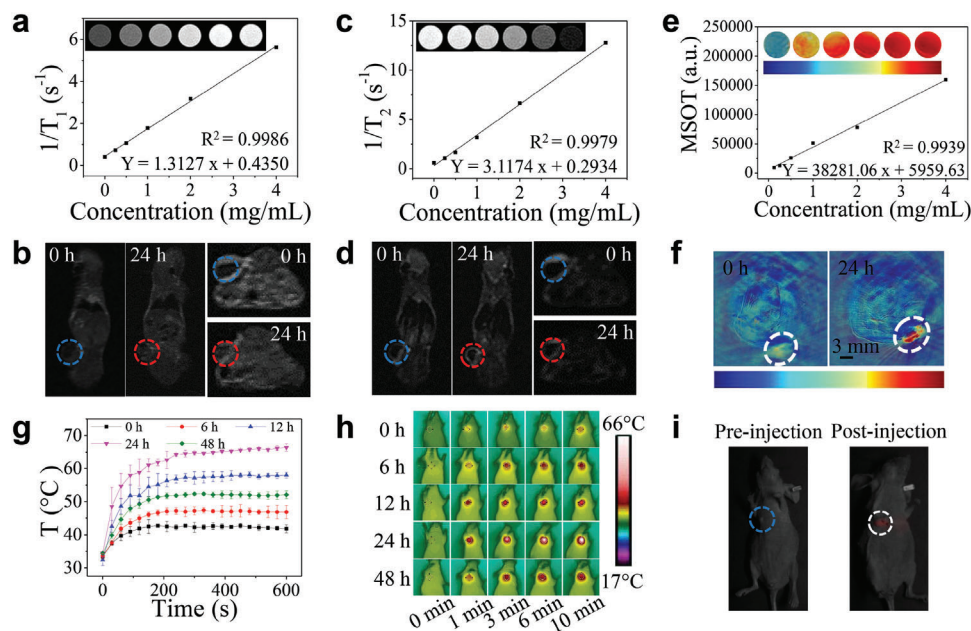 a
1/T₁ (s⁻¹)
6
4
2
0
R² = 0.9986
Y = 1.3127 x + 0.4350
0 1 2 3 4
Concentration (mg/mL)
c
1/T₂ (s⁻¹)
15
10
5
0
R² = 0.9979
Y = 3.1174 x + 0.2934
0 1 2 3 4
Concentration (mg/mL)
e
MSOT (a.u.)
250000
200000
150000
100000
50000
0
R² = 0.9939
Y = 38281.06 x + 5959.63
0 1 2 3 4
Concentration (mg/mL)
b
0 h
24 h
0 h
24 h
d
0 h
24 h
0 h
24 h
f
0 h
24 h
3 mm
g
0 h 6 h 12 h
24 h 48 h
T (°C)
70
60
50
40
30
0 200 400 600
Time (s)
h
0 h
6 h
12 h
24 h
48 h
0 min 1 min 3 min 6 min 10 min
66°C
17°C
i
Pre-injection Post-injection